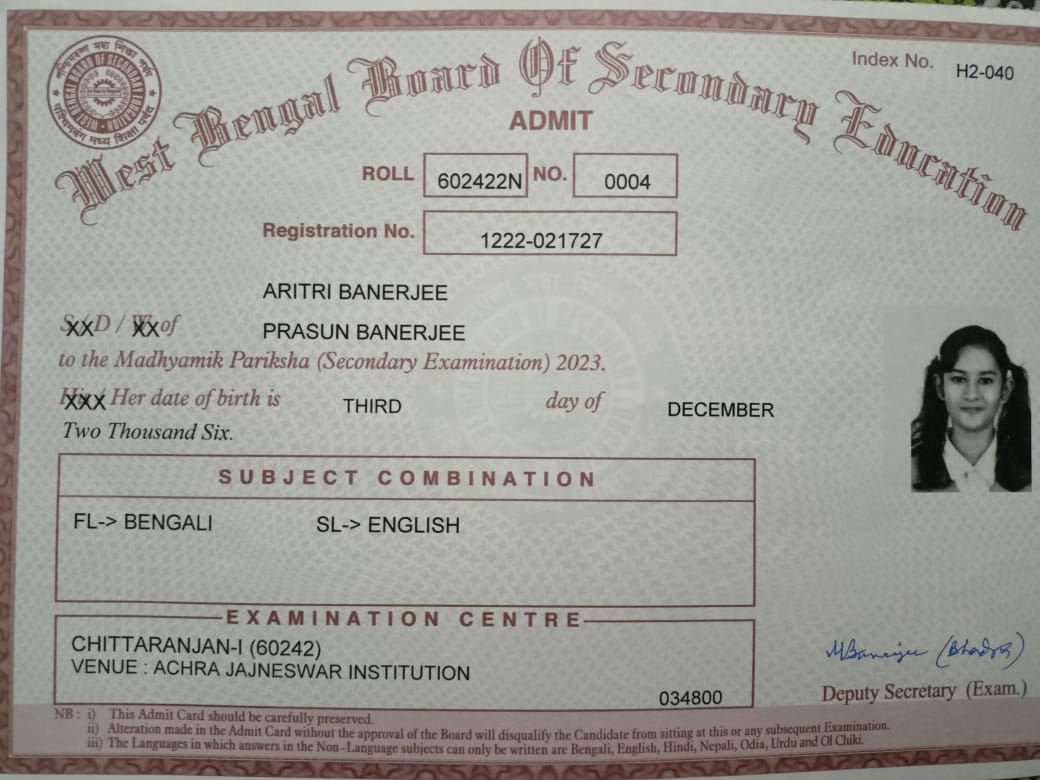 West Bengal Board Of Secondary Education
Index No. H2-040
ADMIT
ROLL 602422N NO. 0004
Registration No. 1222-021727
ARITRI BANERJEE
S/ XX D / W XX of PRASUN BANERJEE
to the Madhyamik Pariksha (Secondary Examination) 2023.
His XXX / Her date of birth is THIRD day of DECEMBER
Two Thousand Six.
SUBJECT COMBINATION
FL-> BENGALI SL-> ENGLISH
EXAMINATION CENTRE
CHITTARANJAN-I (60242)
VENUE : ACHRA JAJNESWAR INSTITUTION
034800
MBanerjee (Bhadra)
Deputy Secretary (Exam.)
NB : i) This Admit Card should be carefully preserved.
ii) Alteration made in the Admit Card without the approval of the Board will disqualify the Candidate from sitting at this or any subsequent Examination.
iii) The Languages in which answers in the Non - Language subjects can only be written are Bengali, English, Hindi, Nepali, Odia, Urdu and Ol Chiki.